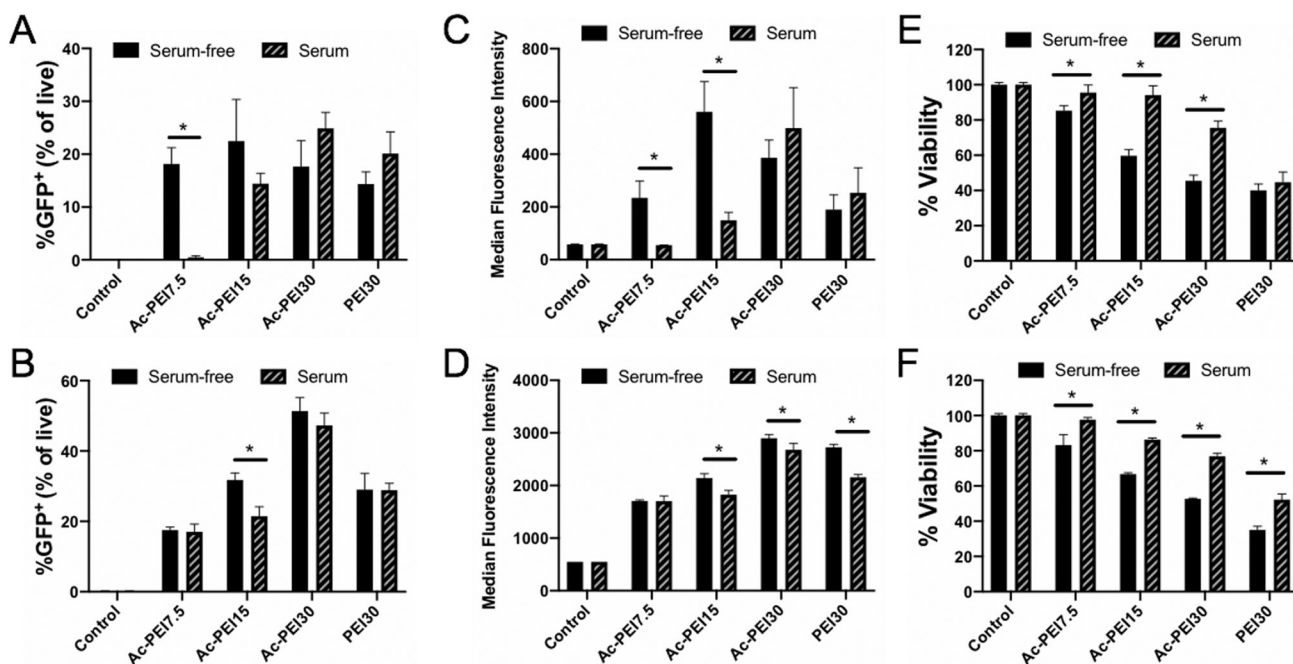 A
Serum-free Serum
%GFP+ (% of live)
40
30
20
10
0
*
Control
Ac-PEI7.5
Ac-PEI15
Ac-PEI30
PEI30
C
Serum-free Serum
Median Fluorescence Intensity
800
600
400
200
0
*
*
Control
Ac-PEI7.5
Ac-PEI15
Ac-PEI30
PEI30
E
Serum-free Serum
% Viability
120
100
80
60
40
20
0
*
*
*
Control
Ac-PEI7.5
Ac-PEI15
Ac-PEI30
PEI30
B
Serum-free Serum
%GFP+ (% of live)
60
40
20
0
*
Control
Ac-PEI7.5
Ac-PEI15
Ac-PEI30
PEI30
D
Serum-free Serum
Median Fluorescence Intensity
4000
3000
2000
1000
0
*
*
*
Control
Ac-PEI7.5
Ac-PEI15
Ac-PEI30
PEI30
F
Serum-free Serum
% Viability
120
100
80
60
40
20
0
*
*
*
*
Control
Ac-PEI7.5
Ac-PEI15
Ac-PEI30
PEI30